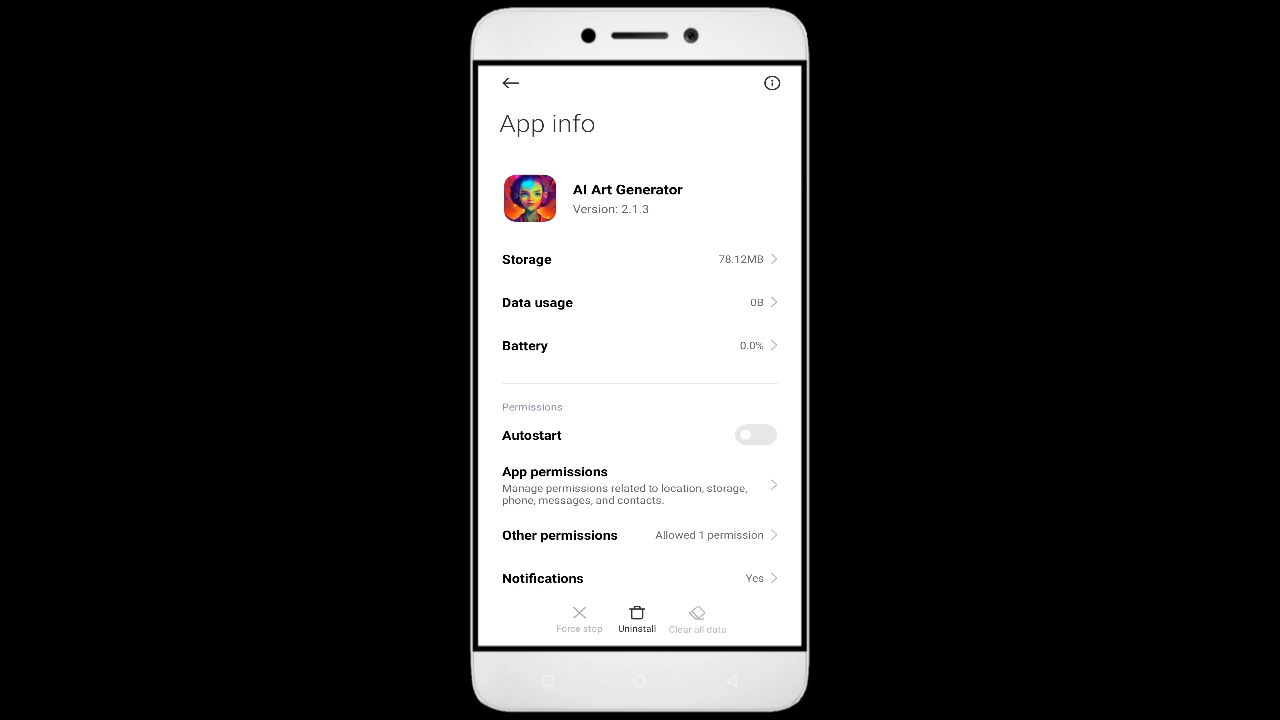 App info
AI Art Generator
Version: 2.1.3
Storage 78.12MB
Data usage 0B
Battery 0.0%
Permissions
Autostart
App permissions
Manage permissions related to location, storage,
phone, messages, and contacts.
Other permissions Allowed 1 permission
Notifications Yes
Force stop Uninstall Clear all data